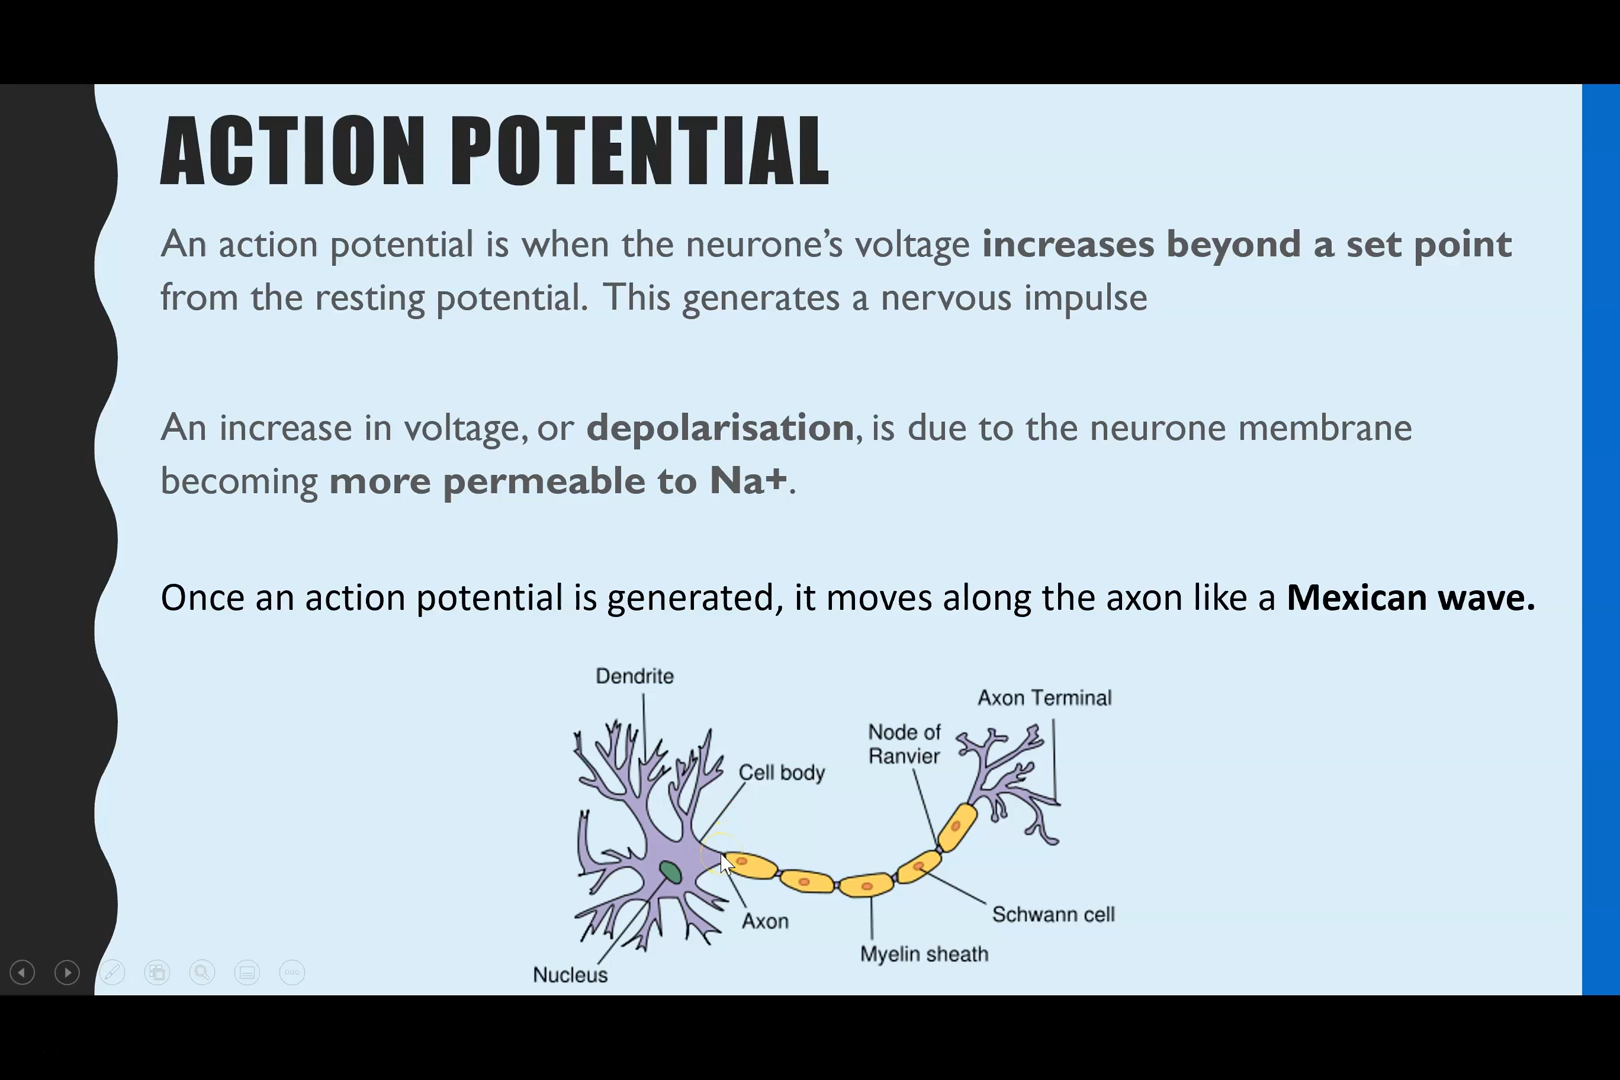 ACTION POTENTIAL
An action potential is when the neurone’s voltage increases beyond a set point
from the resting potential. This generates a nervous impulse
An increase in voltage, or depolarisation, is due to the neurone membrane
becoming more permeable to Na+.
Once an action potential is generated, it moves along the axon like a Mexican wave.
Dendrite
Axon Terminal
Node of
Ranvier
Cell body
Schwann cell
Axon
Myelin sheath
Nucleus